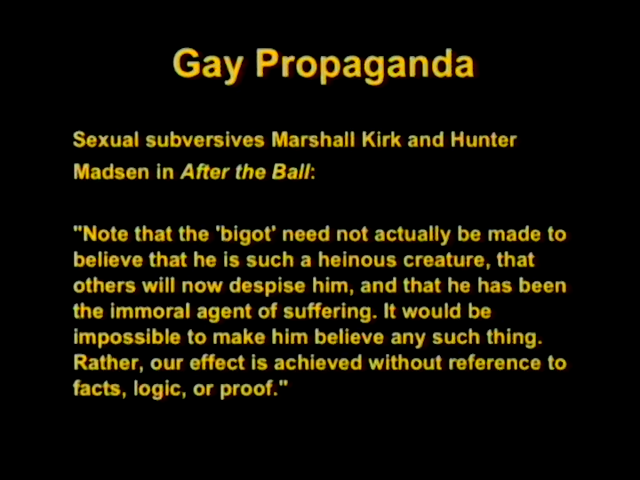 Gay Propaganda
Sexual subversives Marshall Kirk and Hunter
Madsen in After the Ball:
"Note that the 'bigot' need not actually be made to
believe that he is such a heinous creature, that
others will now despise him, and that he has been
the immoral agent of suffering. It would be
impossible to make him believe any such thing.
Rather, our effect is achieved without reference to
facts, logic, or proof."